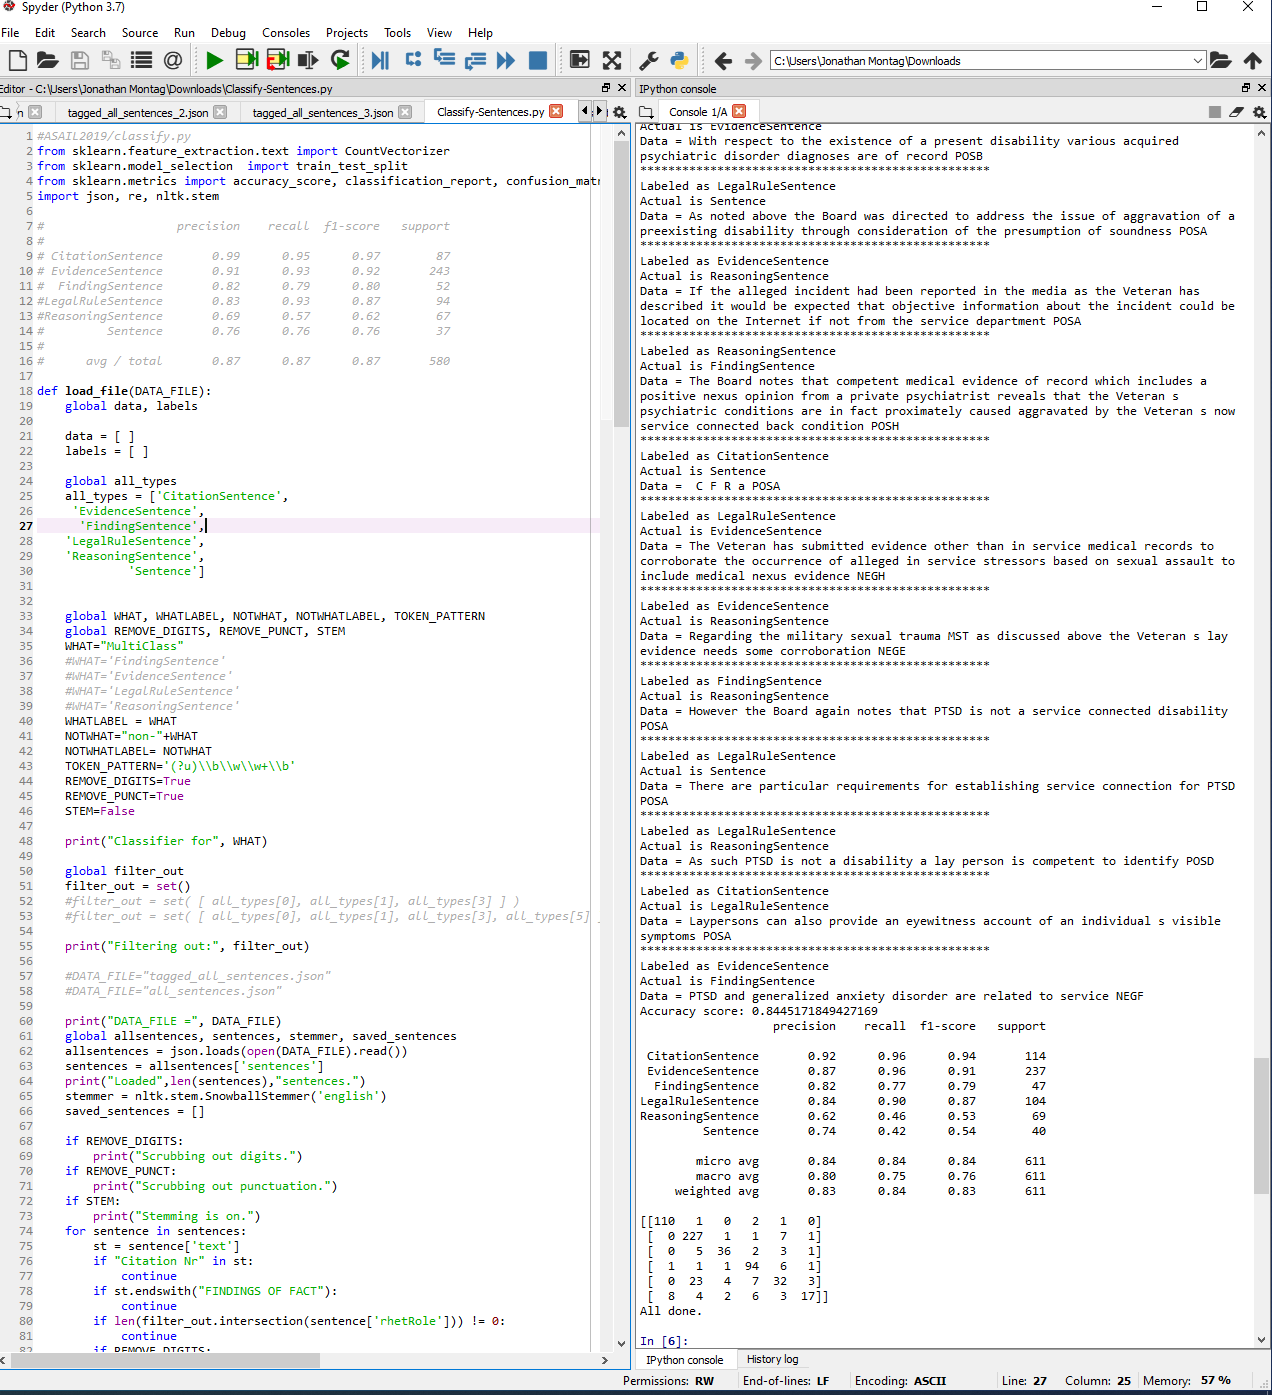 Spyder (Python 3.7)
File Edit Search Source Run Debug Consoles Projects Tools View Help
C:\Users\Jonathan Montag\Downloads
Editor - C:\Users\Jonathan Montag\Downloads\Classify-Sentences.py
tagged_all_sentences_2.json tagged_all_sentences_3.json Classify-Sentences.py
1 #ASAIL2019/classify.py
2 from sklearn.feature_extraction.text import CountVectorizer
3 from sklearn.model_selection  import train_test_split
4 from sklearn.metrics import accuracy_score, classification_report, confusion_matr
5 import json, re, nltk.stem
6
7 #                   precision    recall  f1-score   support
8 #
9 # CitationSentence       0.99      0.95      0.97        87
10 # EvidenceSentence       0.91      0.93      0.92       243
11 #  FindingSentence       0.82      0.79      0.80        52
12 #LegalRuleSentence       0.83      0.93      0.87        94
13 #ReasoningSentence       0.69      0.57      0.62        67
14 #         Sentence       0.76      0.76      0.76        37
15 #
16 #      avg / total       0.87      0.87      0.87       580
17
18 def load_file(DATA_FILE):
19     global data, labels
20
21     data = [ ]
22     labels = [ ]
23
24     global all_types
25     all_types = ['CitationSentence',
26      'EvidenceSentence',
27       'FindingSentence',
28     'LegalRuleSentence',
29     'ReasoningSentence',
30              'Sentence']
31
32
33     global WHAT, WHATLABEL, NOTWHAT, NOTWHATLABEL, TOKEN_PATTERN
34     global REMOVE_DIGITS, REMOVE_PUNCT, STEM
35     WHAT="MultiClass"
36     #WHAT='FindingSentence'
37     #WHAT='EvidenceSentence'
38     #WHAT='LegalRuleSentence'
39     #WHAT='ReasoningSentence'
40     WHATLABEL = WHAT
41     NOTWHAT="non-"+WHAT
42     NOTWHATLABEL= NOTWHAT
43     TOKEN_PATTERN='(?u)\\b\\w\\w+\\b'
44     REMOVE_DIGITS=True
45     REMOVE_PUNCT=True
46     STEM=False
47
48     print("Classifier for", WHAT)
49
50     global filter_out
51     filter_out = set()
52     #filter_out = set( [ all_types[0], all_types[1], all_types[3] ] )
53     #filter_out = set( [ all_types[0], all_types[1], all_types[3], all_types[5]
54
55     print("Filtering out:", filter_out)
56
57     #DATA_FILE="tagged_all_sentences.json"
58     #DATA_FILE="all_sentences.json"
59
60     print("DATA_FILE =", DATA_FILE)
61     global allsentences, sentences, stemmer, saved_sentences
62     allsentences = json.loads(open(DATA_FILE).read())
63     sentences = allsentences['sentences']
64     print("Loaded",len(sentences),"sentences.")
65     stemmer = nltk.stem.SnowballStemmer('english')
66     saved_sentences = []
67
68     if REMOVE_DIGITS:
69         print("Scrubbing out digits.")
70     if REMOVE_PUNCT:
71         print("Scrubbing out punctuation.")
72     if STEM:
73         print("Stemming is on.")
74     for sentence in sentences:
75         st = sentence['text']
76         if "Citation Nr" in st:
77             continue
78         if st.endswith("FINDINGS OF FACT"):
79             continue
80         if len(filter_out.intersection(sentence['rhetRole'])) != 0:
81             continue
82         if REMOVE_DIGITS:
IPython console
Console 1/A
Actual is EvidenceSentence
Data = With respect to the existence of a present disability various acquired
psychiatric disorder diagnoses are of record POSB
**************************************************
Labeled as LegalRuleSentence
Actual is Sentence
Data = As noted above the Board was directed to address the issue of aggravation of a
preexisting disability through consideration of the presumption of soundness POSA
**************************************************
Labeled as EvidenceSentence
Actual is ReasoningSentence
Data = If the alleged incident had been reported in the media as the Veteran has
described it would be expected that objective information about the incident could be
located on the Internet if not from the service department POSA
**************************************************
Labeled as ReasoningSentence
Actual is FindingSentence
Data = The Board notes that competent medical evidence of record which includes a
positive nexus opinion from a private psychiatrist reveals that the Veteran s
psychiatric conditions are in fact proximately caused aggravated by the Veteran s now
service connected back condition POSH
**************************************************
Labeled as CitationSentence
Actual is Sentence
Data =  C F R a POSA
**************************************************
Labeled as LegalRuleSentence
Actual is EvidenceSentence
Data = The Veteran has submitted evidence other than in service medical records to
corroborate the occurrence of alleged in service stressors based on sexual assault to
include medical nexus evidence NEGH
**************************************************
Labeled as EvidenceSentence
Actual is ReasoningSentence
Data = Regarding the military sexual trauma MST as discussed above the Veteran s lay
evidence needs some corroboration NEGE
**************************************************
Labeled as FindingSentence
Actual is ReasoningSentence
Data = However the Board again notes that PTSD is not a service connected disability
POSA
**************************************************
Labeled as LegalRuleSentence
Actual is Sentence
Data = There are particular requirements for establishing service connection for PTSD
POSA
**************************************************
Labeled as LegalRuleSentence
Actual is ReasoningSentence
Data = As such PTSD is not a disability a lay person is competent to identify POSD
**************************************************
Labeled as CitationSentence
Actual is LegalRuleSentence
Data = Laypersons can also provide an eyewitness account of an individual s visible
symptoms POSA
**************************************************
Labeled as EvidenceSentence
Actual is FindingSentence
Data = PTSD and generalized anxiety disorder are related to service NEGF
Accuracy score: 0.8445171849427169
                   precision    recall  f1-score   support

 CitationSentence       0.92      0.96      0.94       114
 EvidenceSentence       0.87      0.96      0.91       237
  FindingSentence       0.82      0.77      0.79        47
LegalRuleSentence       0.84      0.90      0.87       104
ReasoningSentence       0.62      0.46      0.53        69
         Sentence       0.74      0.42      0.54        40

        micro avg       0.84      0.84      0.84       611
        macro avg       0.80      0.75      0.76       611
     weighted avg       0.83      0.84      0.83       611

[[110   1   0   2   1   0]
 [  0 227   1   1   7   1]
 [  0   5  36   2   3   1]
 [  1   1   1  94   6   1]
 [  0  23   4   7  32   3]
 [  8   4   2   6   3  17]]
All done.

In [6]:
IPython console History log
Permissions: RW End-of-lines: LF Encoding: ASCII Line: 27 Column: 25 Memory: 57 %